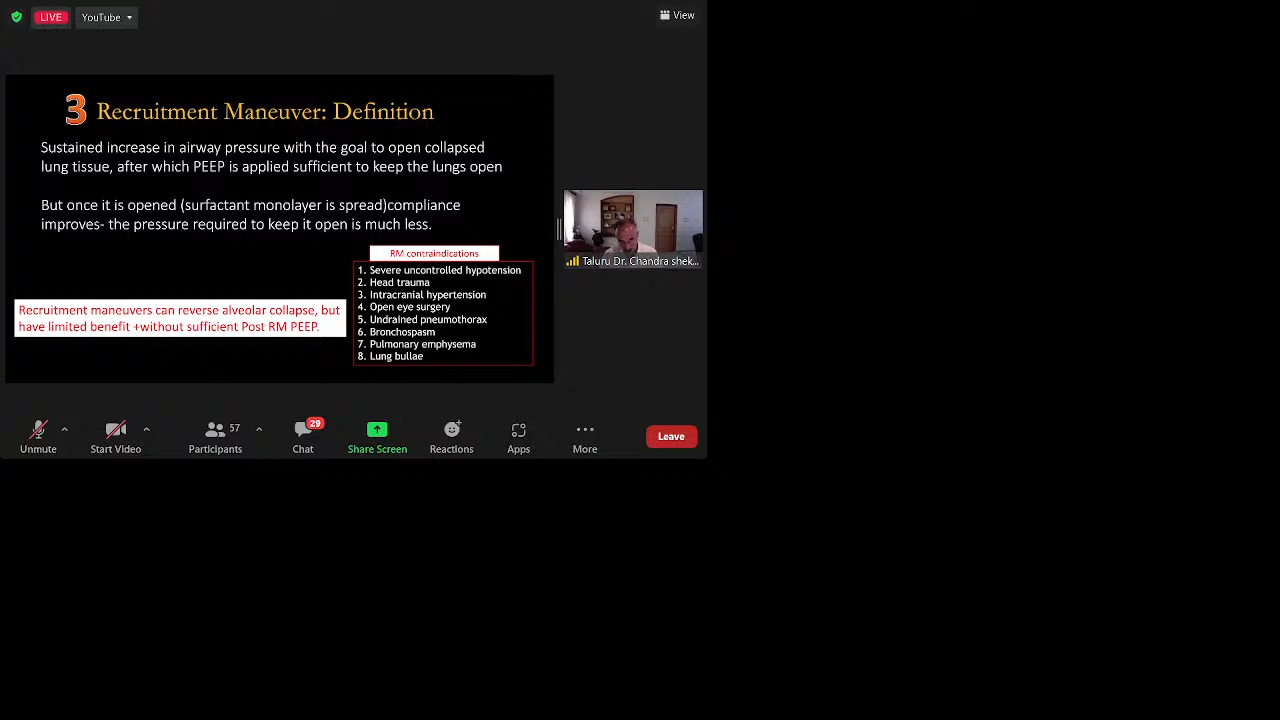 LIVE
YouTube
View
3 Recruitment Maneuver: Definition
Sustained increase in airway pressure with the goal to open collapsed
lung tissue, after which PEEP is applied sufficient to keep the lungs open
But once it is opened (surfactant monolayer is spread)compliance
improves- the pressure required to keep it open is much less.
RM contraindications
1. Severe uncontrolled hypotension
2. Head trauma
3. Intracranial hypertension
4. Open eye surgery
5. Undrained pneumothorax
6. Bronchospasm
7. Pulmonary emphysema
8. Lung bullae
Recruitment maneuvers can reverse alveolar collapse, but
have limited benefit +without sufficient Post RM PEEP.
Taluru Dr. Chandra shek...
57
29
Unmute
Start Video
Participants
Chat
Share Screen
Reactions
Apps
More
Leave